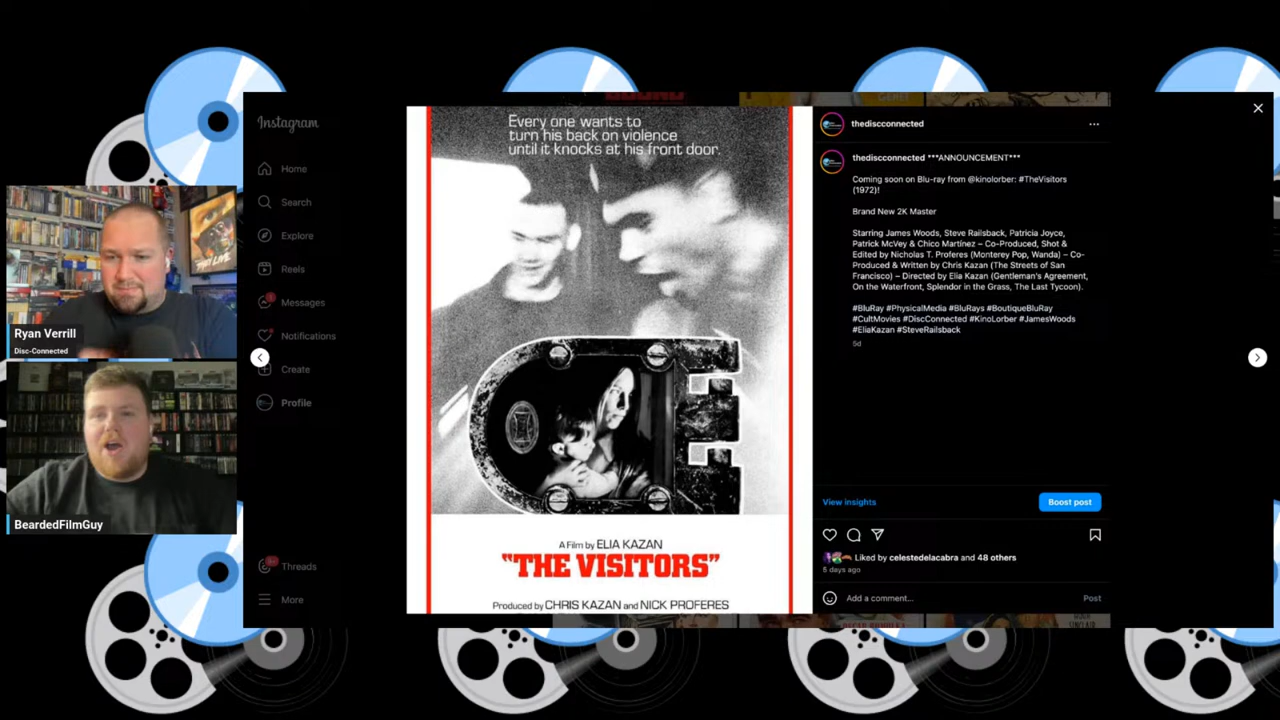 Instagram
Home
Search
Explore
Reels
Messages
Notifications
Create
Profile
Threads
More
Ryan Verrill
Disc-Connected
BeardedFilmGuy
Every one wants to
turn his back on violence
until it knocks at his front door.
A Film by ELIA KAZAN
"THE VISITORS"
Produced by CHRIS KAZAN and NICK PROFERES
thediscconnected
thediscconnected ***ANNOUNCEMENT***
Coming soon on Blu-ray from @kinolorber: #TheVisitors
(1972)!
Brand New 2K Master
Starring James Woods, Steve Railsback, Patricia Joyce,
Patrick McVey & Chico Martínez – Co-Produced, Shot &
Edited by Nicholas T. Proferes (Monterey Pop, Wanda) – Co-
Produced & Written by Chris Kazan (The Streets of San
Francisco) – Directed by Elia Kazan (Gentleman's Agreement,
On the Waterfront, Splendor in the Grass, The Last Tycoon).
#BluRay #PhysicalMedia #BluRays #BoutiqueBluRay
#CultMovies #DiscConnected #KinoLorber #JamesWoods
#EliaKazan #SteveRailsback
5d
View insights
Boost post
Liked by celestedelacabra and 48 others
5 days ago
Add a comment...
Post